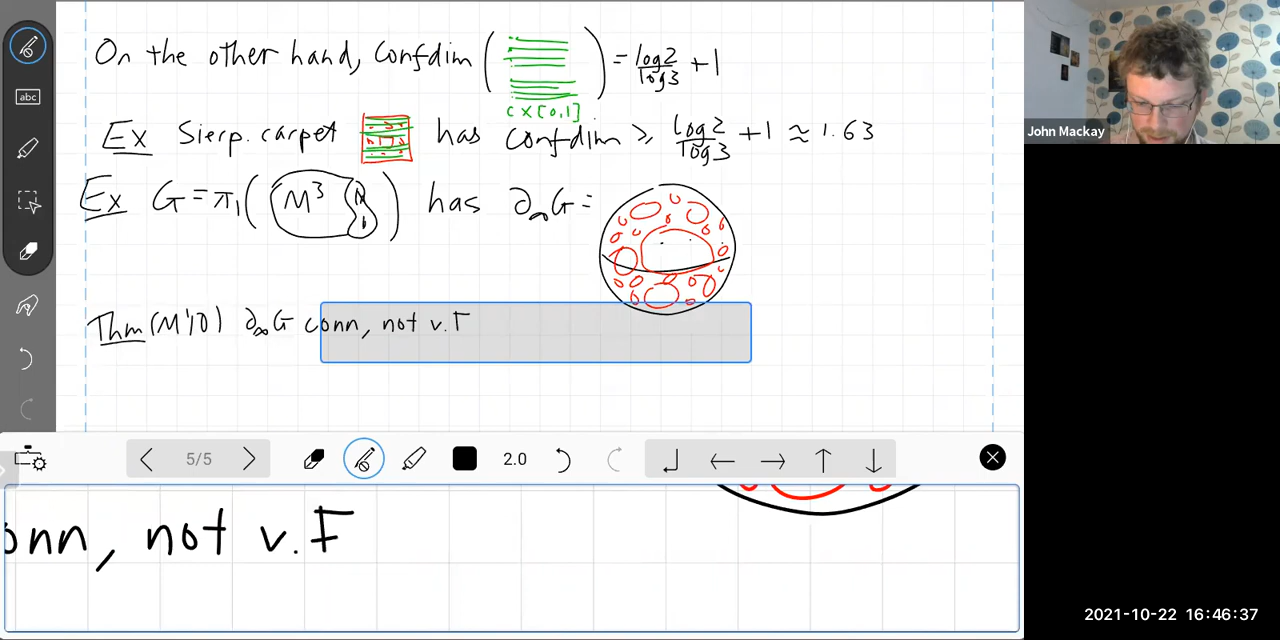 On the other hand, Confdim ( ) = log2/log3 + 1
C × [0,1]
Ex Sierp. carpet has confdim ≥ log2/log3 + 1 ≈ 1.63
Ex G = π₁( M³ ) has ∂∞G =
Thm (M'10) ∂∞G conn, not v. F
abc
5/5
2.0
onn, not v. F
John Mackay
2021-10-22 16:46:37